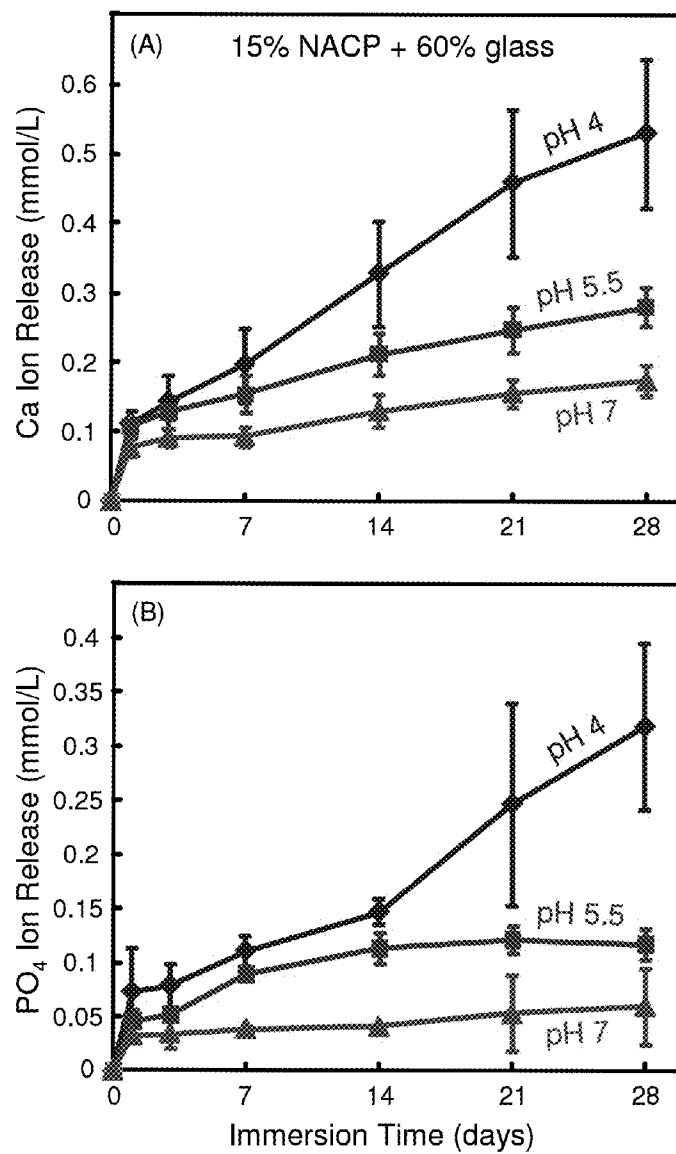 (A) 15% NACP + 60% glass
Ca Ion Release (mmol/L)
0.6
0.5
0.4
0.3
0.2
0.1
0
pH 4
pH 5.5
pH 7
0 7 14 21 28
(B)
PO4 Ion Release (mmol/L)
0.4
0.35
0.3
0.25
0.2
0.15
0.1
0.05
0
pH 4
pH 5.5
pH 7
0 7 14 21 28
Immersion Time (days)